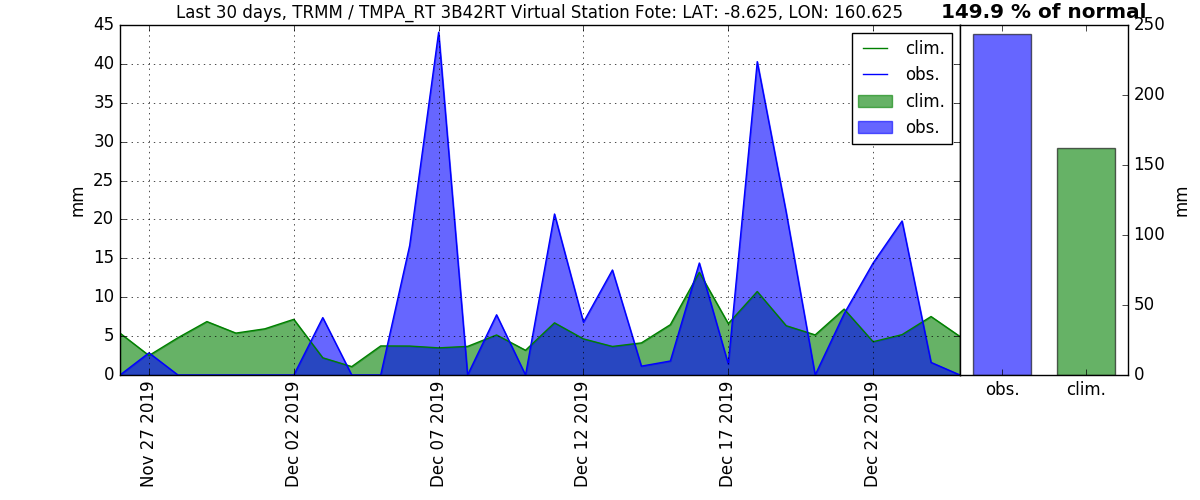 Last 30 days, TRMM / TMPA_RT 3B42RT Virtual Station Fote: LAT: -8.625, LON: 160.625
149.9 % of normal
45
40
35
30
25
20
15
10
5
0
mm
clim.
obs.
clim.
obs.
Nov 27 2019
Dec 02 2019
Dec 07 2019
Dec 12 2019
Dec 17 2019
Dec 22 2019
250
200
150
100
50
0
mm
obs.
clim.